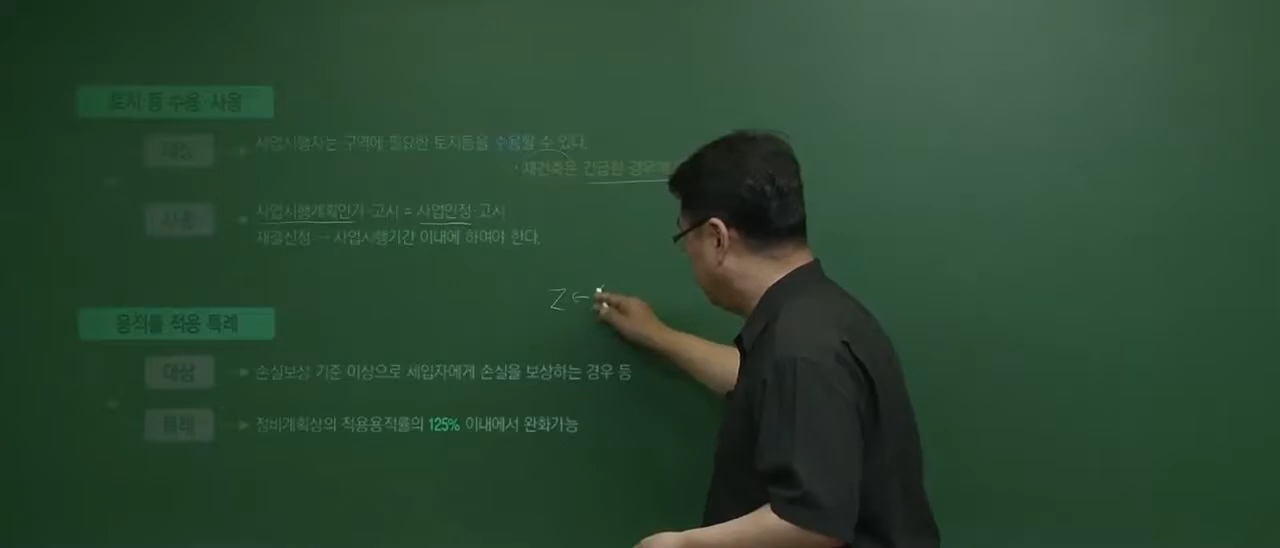 토지 등 수용·사용
대상
사업시행자는 구역에 필요한 토지등을 수용할 수 있다.
· 재건축은 긴급한 경우에
사용
사업시행계획인가·고시 = 사업인정·고시
재결신청 → 사업시행기간 이내에 하여야 한다.
용적률 적용 특례
대상
손실보상 기준 이상으로 세입자에게 손실을 보상하는 경우 등
특례
정비계획상의 적용용적률의 125% 이내에서 완화가능